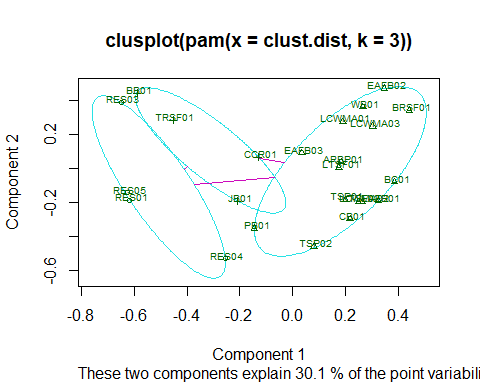 clusplot(pam(x = clust.dist, k = 3))
EAFB02
BB01
RES03
WB01
BRSF01
TRSF01
LCWMA01
LCWMA03
EAFB03
CCR01
LTSF01
BC01
RES05
RES01
JB01
CB01
PB01
TSP02
RES04
Component 2
-0.6
-0.2
0.2
-0.8
-0.6
-0.4
-0.2
0.0
0.2
0.4
Component 1
These two components explain 30.1 % of the point variabili